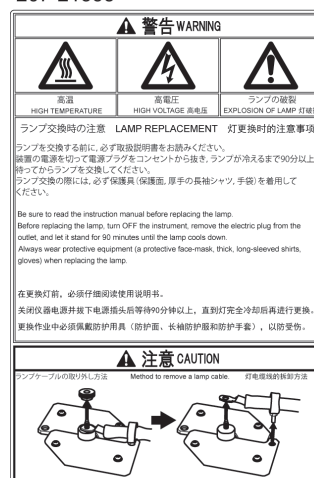 警告 WARNING
高温 高電圧 ランプの破裂
HIGH TEMPERATURE HIGH VOLTAGE 高电压 EXPLOSION OF LAMP
ランプ交換時の注意 LAMP REPLACEMENT 灯更换时的注意事项
ランプを交換する前に, 必ず取扱説明書をお読みください。
装置の電源を切って電源プラグをコンセントから抜き, ランプが冷えるまで90分以上
待ってからランプを交換してください。
ランプ交換の際には, 必ず保護具(保護面, 厚手の長袖シャツ, 手袋)を着用して
ください。
Be sure to read the instruction manual before replacing the lamp.
Before replacing the lamp, turn OFF the instrument, remove the electric plug from the
outlet, and let it stand for 90 minutes until the lamp cools down.
Always wear protective equipment (a protective face-mask, thick, long-sleeved shirts,
gloves) when replacing the lamp.
在更换灯前，必须仔细阅读使用说明书。
关闭仪器电源并拔下电源插头后等待90分钟以上，直到灯完全冷却后再进行更换。
更换作业中必须佩戴防护用具（防护面、长袖防护服和防护手套），以防受伤。
注意 CAUTION
ランプケーブルの取り外し方法 Method to remove a lamp cable. 灯电缆线的拆卸方法